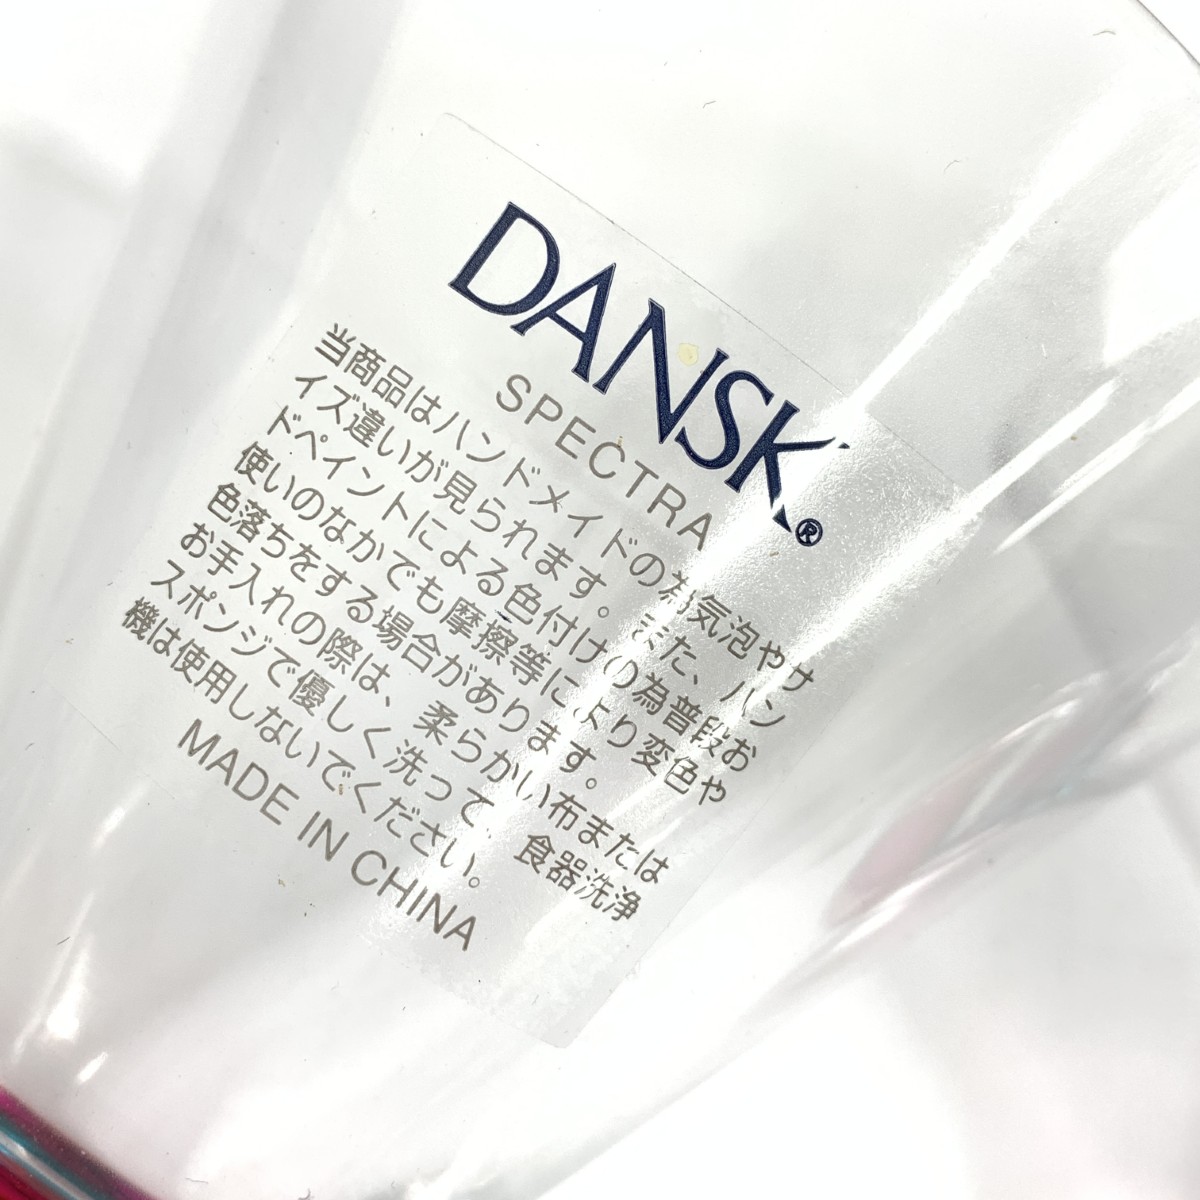 DANSK®
SPECTRA
当商品はハンドメイドの為気泡やサ
イズ違いが見られます。また、ハン
ドペイントによる色付けの為普段お
使いのなかでも摩擦等により変色や
色落ちをする場合があります。
お手入れの際は、柔らかい布または
スポンジで優しく洗って、食器洗浄
機は使用しないでください。
MADE IN CHINA